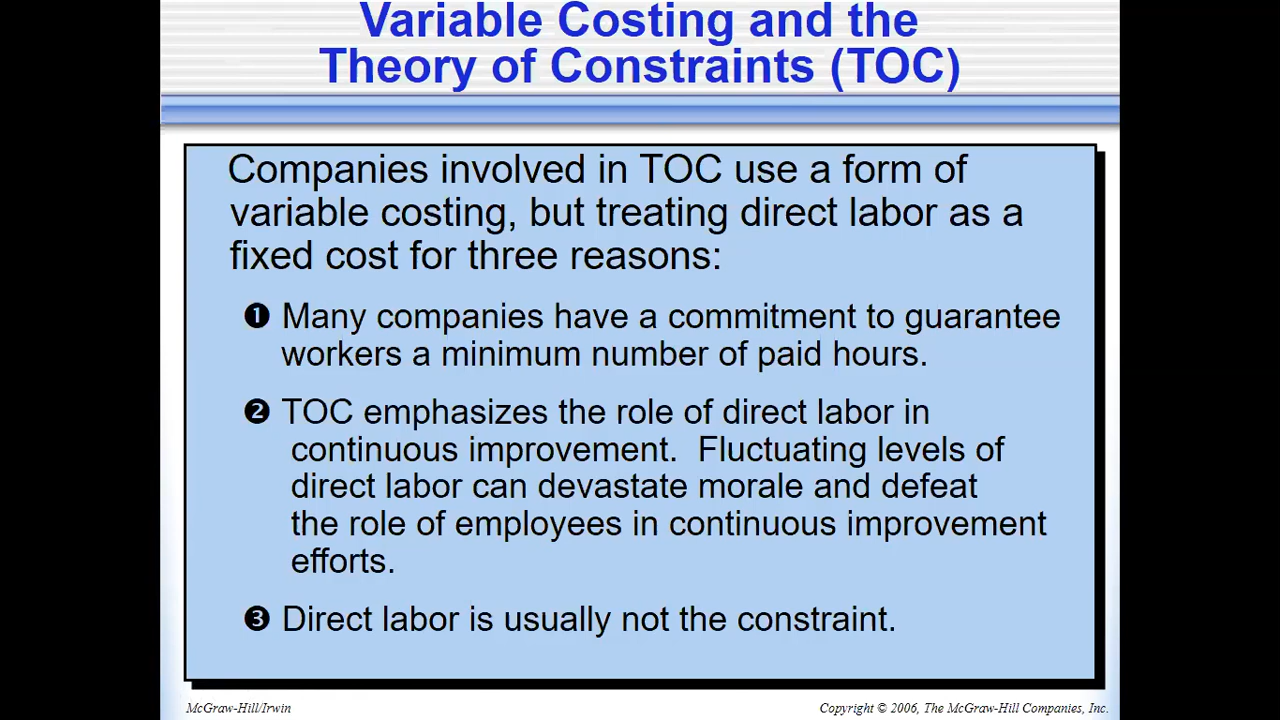 Variable Costing and the
Theory of Constraints (TOC)
Companies involved in TOC use a form of
variable costing, but treating direct labor as a
fixed cost for three reasons:
❶ Many companies have a commitment to guarantee
workers a minimum number of paid hours.
❷ TOC emphasizes the role of direct labor in
continuous improvement.  Fluctuating levels of
direct labor can devastate morale and defeat
the role of employees in continuous improvement
efforts.
❸ Direct labor is usually not the constraint.
McGraw-Hill/Irwin
Copyright © 2006, The McGraw-Hill Companies, Inc.